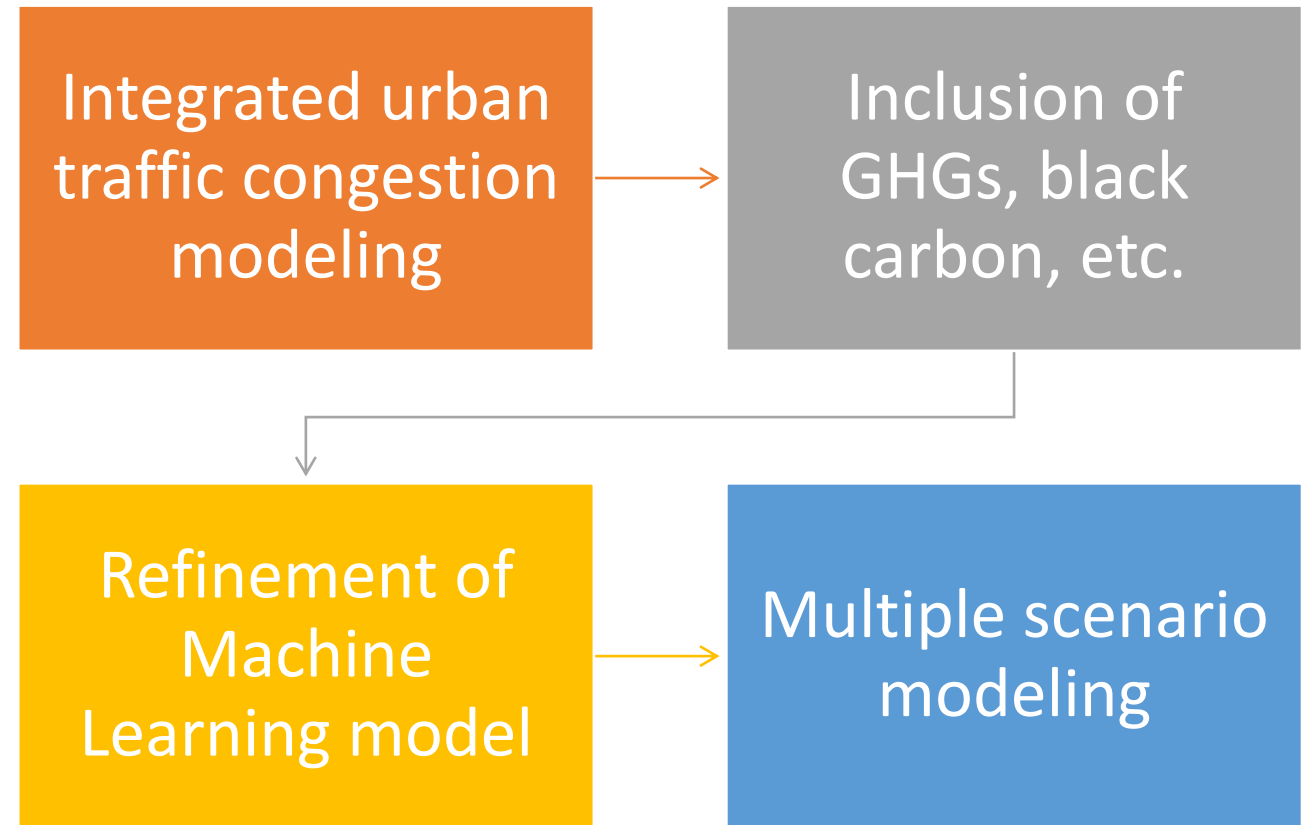 Integrated urban
traffic congestion
modeling
Inclusion of
GHGs, black
carbon, etc.
Refinement of
Machine
Learning model
Multiple scenario
modeling